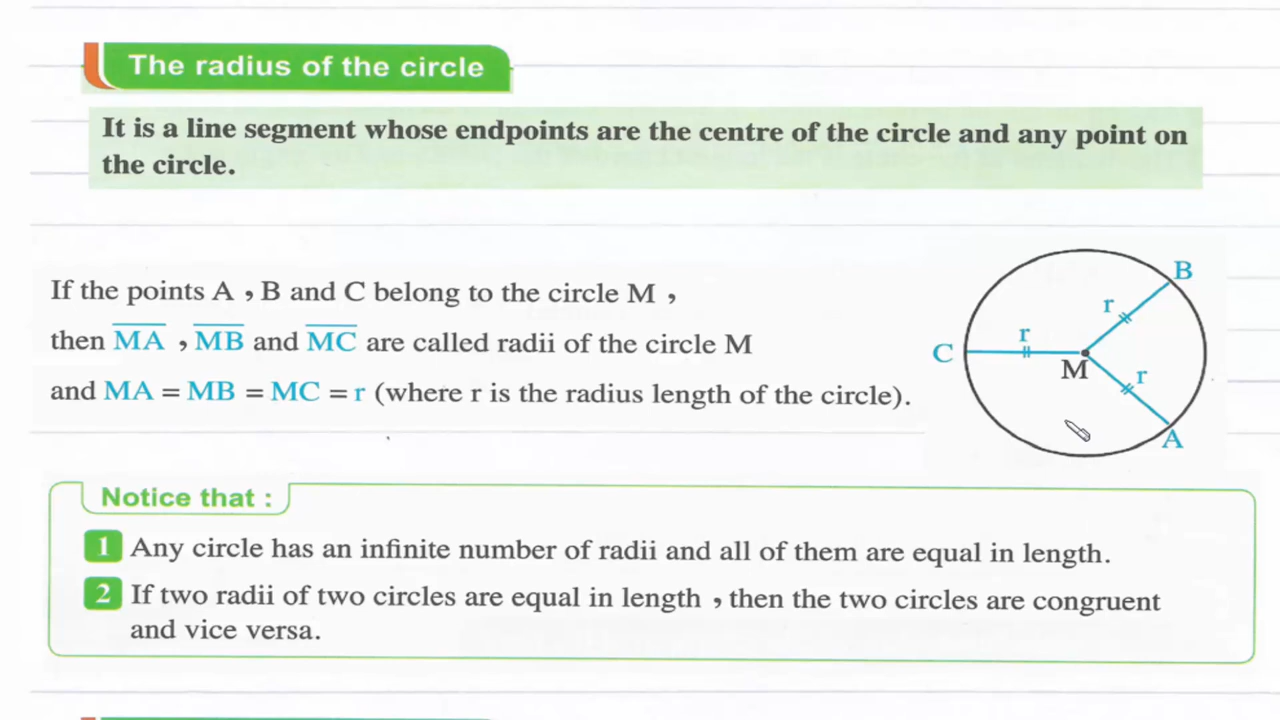 The radius of the circle
It is a line segment whose endpoints are the centre of the circle and any point on
the circle.
If the points A , B and C belong to the circle M ,
then M̅A̅ , M̅B̅ and M̅C̅ are called radii of the circle M
and MA = MB = MC = r (where r is the radius length of the circle).
B
r
r
C
M
r
A
Notice that :
1 Any circle has an infinite number of radii and all of them are equal in length.
2 If two radii of two circles are equal in length , then the two circles are congruent
and vice versa.